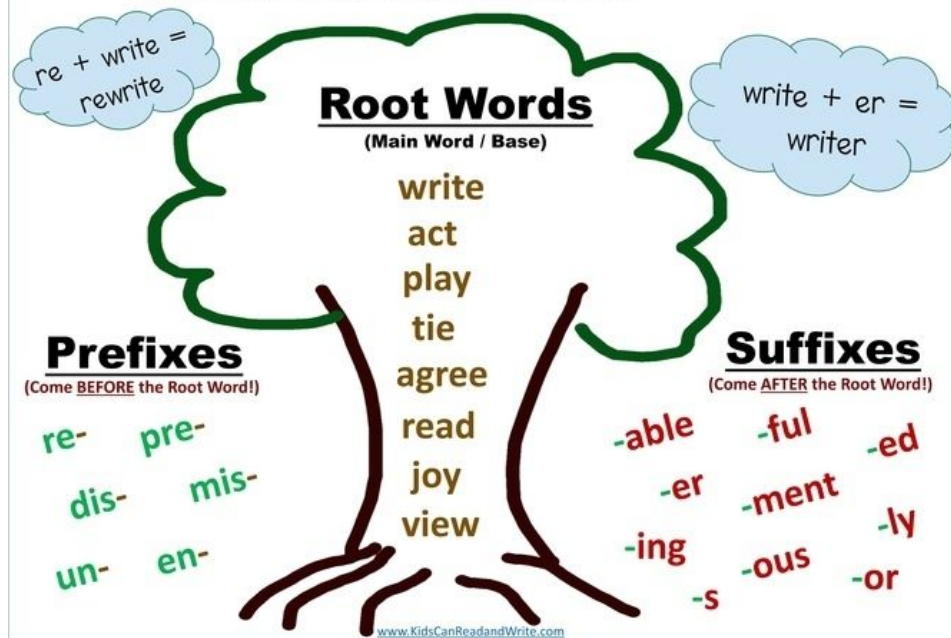 re + write =
rewrite
Root Words
(Main Word / Base)
write + er =
writer
write
act
play
tie
agree
read
joy
view
Prefixes
(Come BEFORE the Root Word!)
re- pre-
dis- mis-
un- en-
Suffixes
(Come AFTER the Root Word!)
-able -ful -ed
-er -ment -ly
-ing -ous -or
-s
www.KidsCanReadandWrite.com